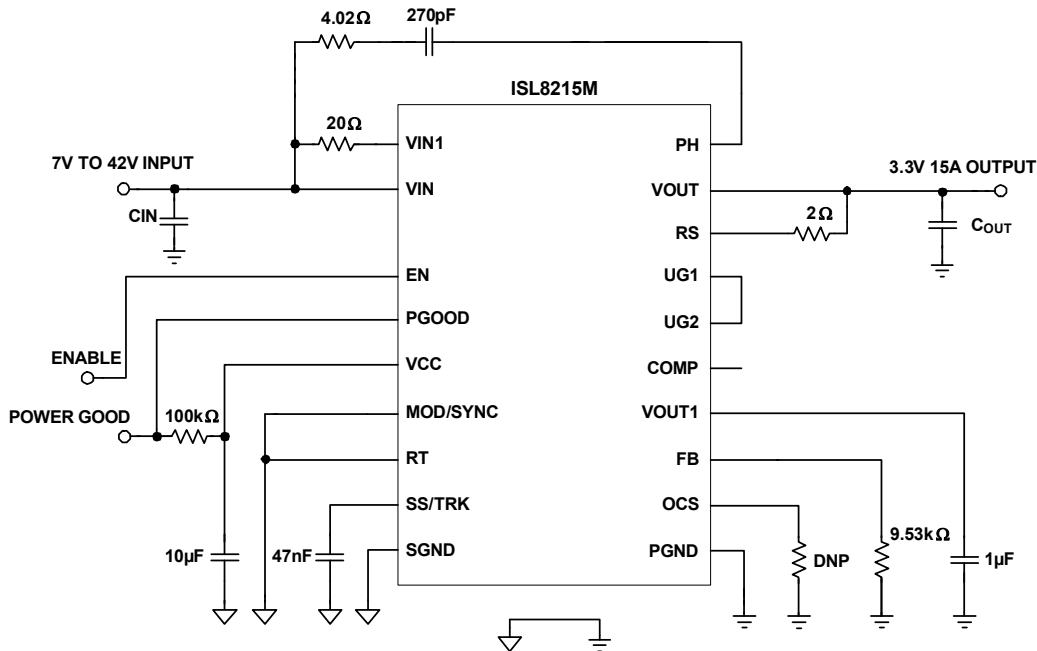 4.02Ω
270pF
ISL8215M
20Ω
VIN1
PH
7V TO 42V INPUT
3.3V 15A OUTPUT
VIN
VOUT
CIN
2Ω
COUT
RS
EN
UG1
PGOOD
UG2
ENABLE
VCC
COMP
POWER GOOD
100kΩ
MOD/SYNC
VOUT1
RT
FB
SS/TRK
OCS
9.53kΩ
10µF
47nF
SGND
PGND
DNP
1µF